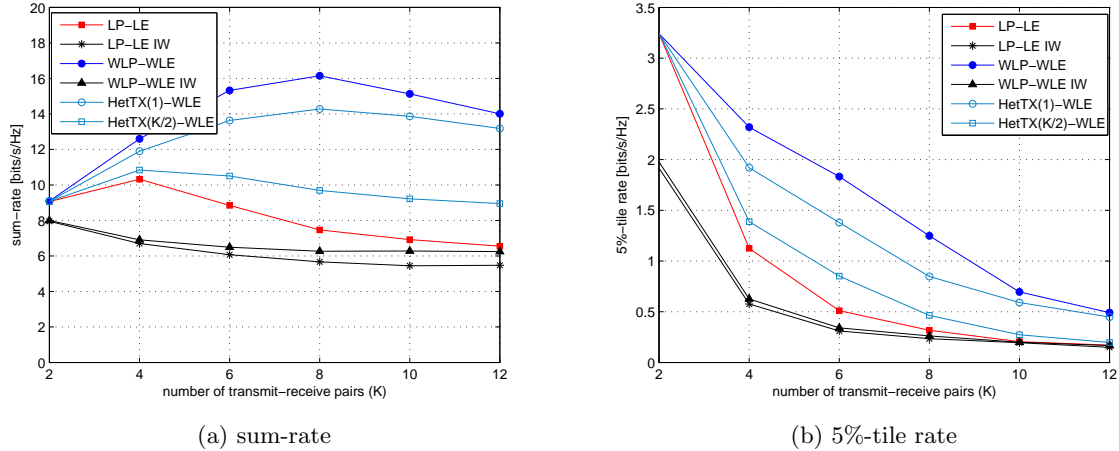 20
18
16
14
12
10
8
6
4
2
0
sum−rate [bits/s/Hz]
LP−LE
LP−LE IW
WLP−WLE
WLP−WLE IW
HetTX(1)−WLE
HetTX(K/2)−WLE
2 4 6 8 10 12
number of transmit−receive pairs (K)
(a) sum-rate
3.5
3
2.5
2
1.5
1
0.5
0
5%−tile rate [bits/s/Hz]
LP−LE
LP−LE IW
WLP−WLE
WLP−WLE IW
HetTX(1)−WLE
HetTX(K/2)−WLE
2 4 6 8 10 12
number of transmit−receive pairs (K)
(b) 5%-tile rate